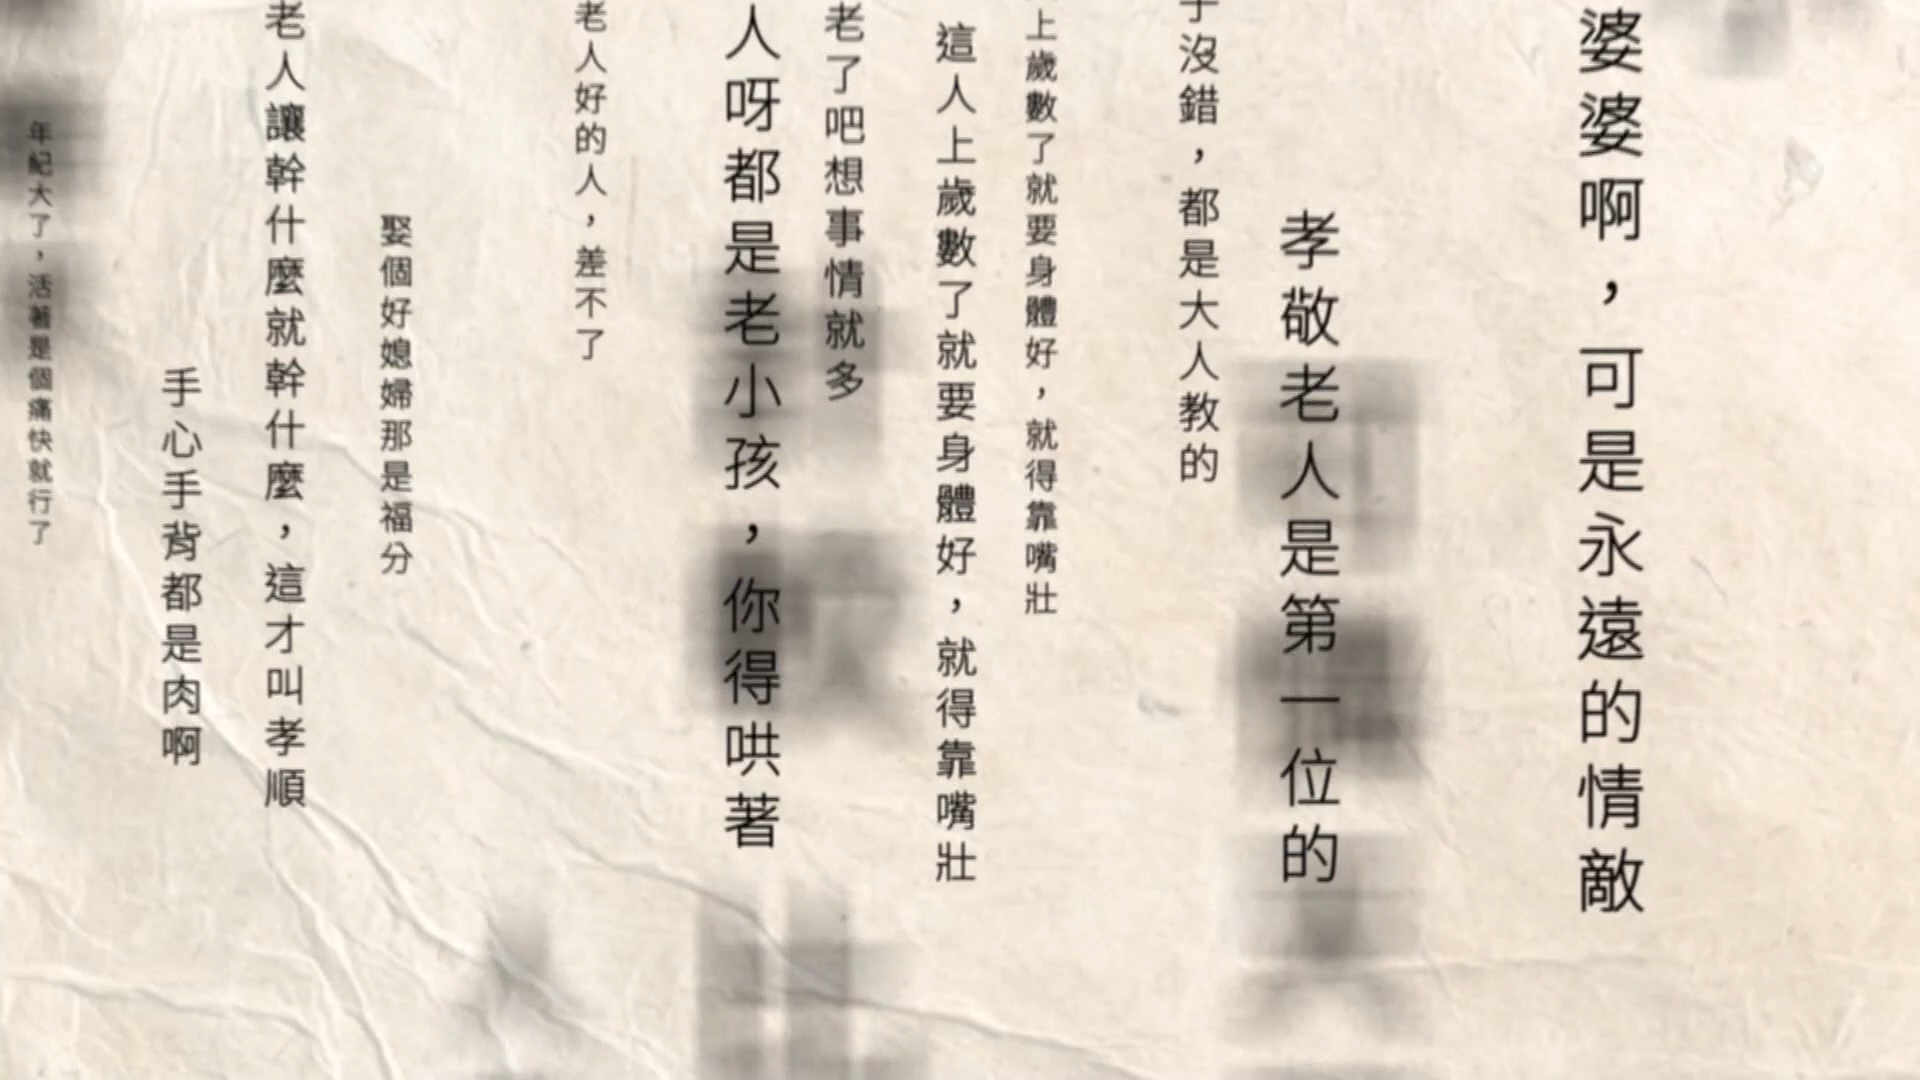 婆婆啊，可是永遠的情敵
孝敬老人是第一位的
沒錯，都是大人教的
上歲數了就要身體好，就得靠嘴壯
這人上歲數了就要身體好，就得靠嘴壯
老了吧想事情就多
人呀都是老小孩，你得哄著
老人好的人，差不了
娶個好媳婦那是福分
老人讓幹什麼就幹什麼，這才叫孝順
手心手背都是肉啊
年紀大了，活著是個痛快就行了